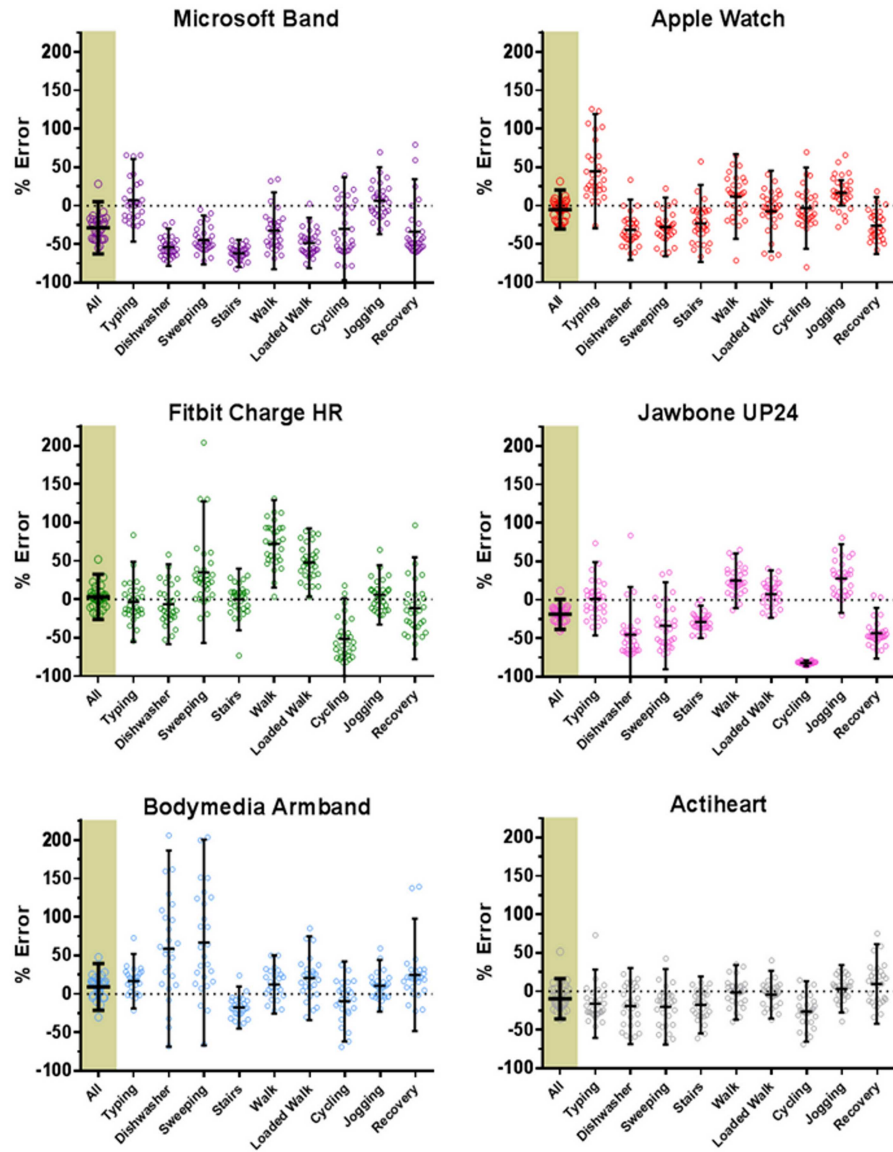 Microsoft Band
% Error
200
150
100
50
0
-50
-100
All
Typing
Dishwasher
Sweeping
Stairs
Walk
Loaded Walk
Cycling
Jogging
Recovery
Apple Watch
% Error
200
150
100
50
0
-50
-100
All
Typing
Dishwasher
Sweeping
Stairs
Walk
Loaded Walk
Cycling
Jogging
Recovery
Fitbit Charge HR
% Error
200
150
100
50
0
-50
-100
All
Typing
Dishwasher
Sweeping
Stairs
Walk
Loaded Walk
Cycling
Jogging
Recovery
Jawbone UP24
% Error
200
150
100
50
0
-50
-100
All
Typing
Dishwasher
Sweeping
Stairs
Walk
Loaded Walk
Cycling
Jogging
Recovery
Bodymedia Armband
% Error
200
150
100
50
0
-50
-100
All
Typing
Dishwasher
Sweeping
Stairs
Walk
Loaded Walk
Cycling
Jogging
Recovery
Actiheart
% Error
200
150
100
50
0
-50
-100
All
Typing
Dishwasher
Sweeping
Stairs
Walk
Loaded Walk
Cycling
Jogging
Recovery